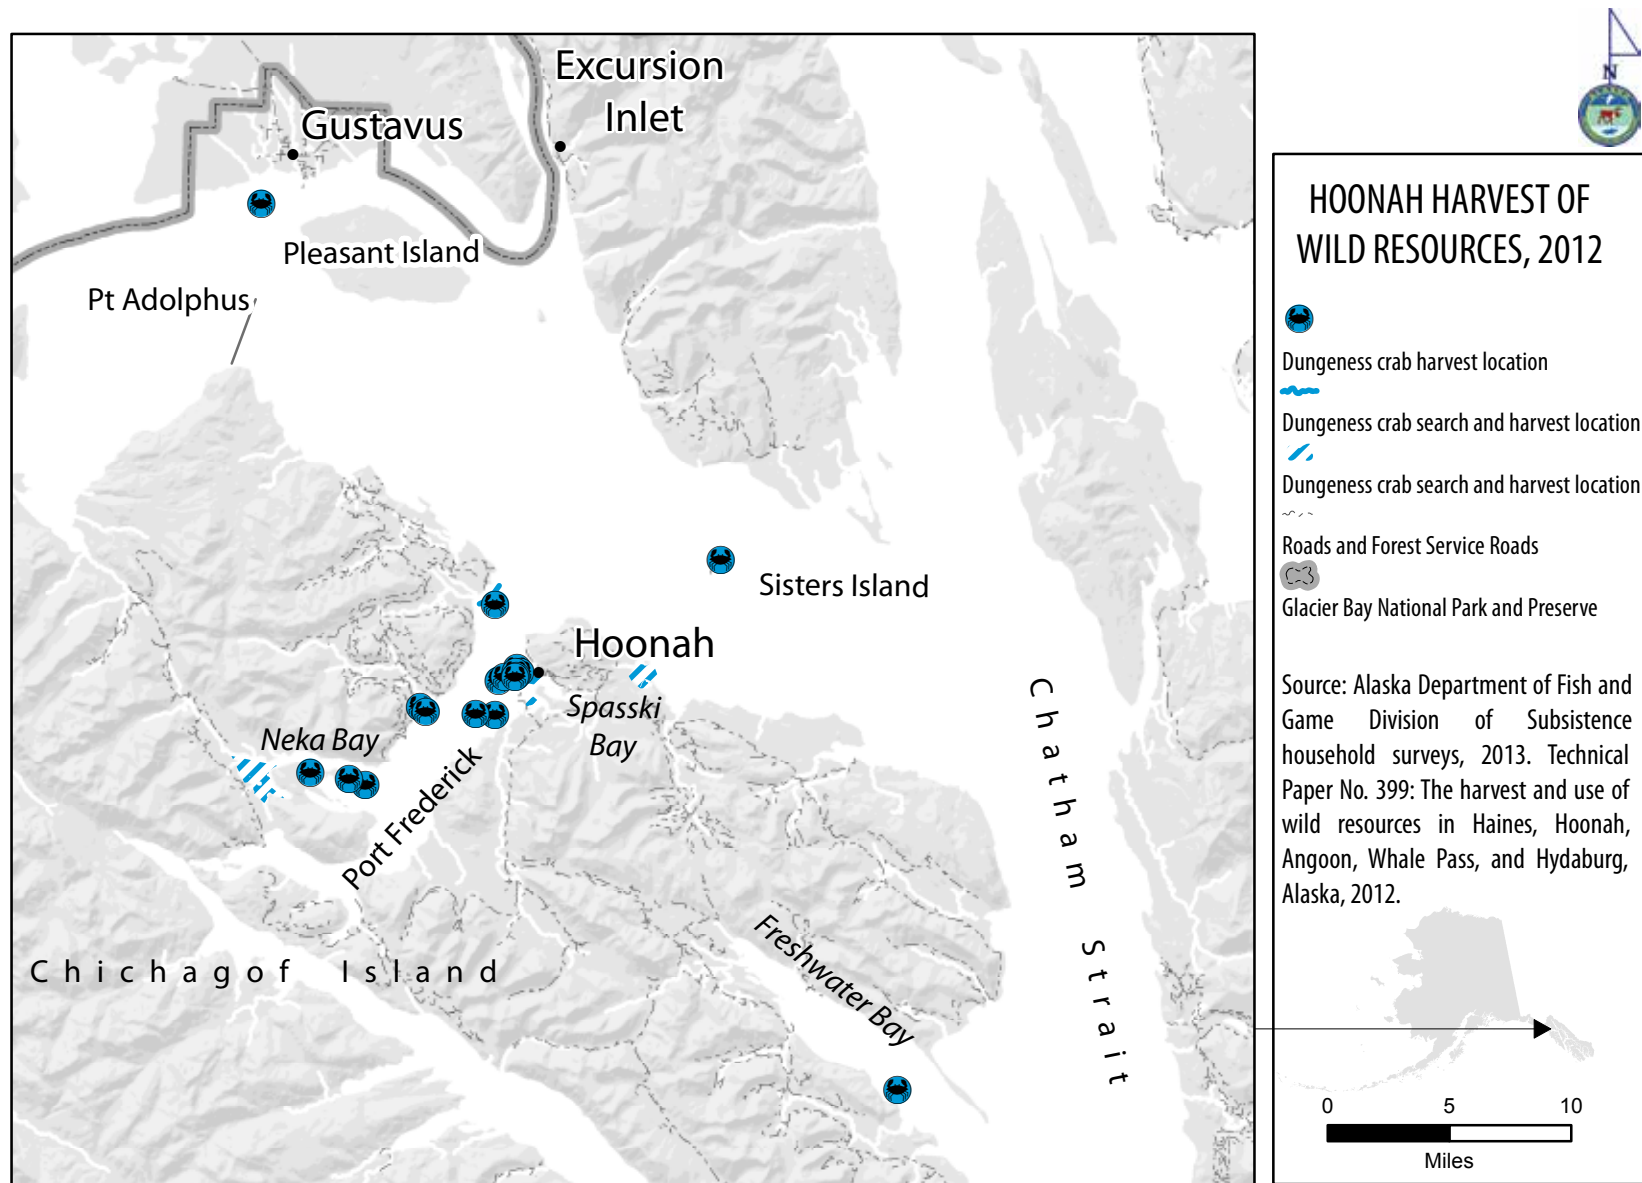 Excursion
Inlet
Gustavus
Pleasant Island
Pt Adolphus
Sisters Island
Hoonah
Spasski
Bay
Neka Bay
Port Frederick
Chatham Strait
Freshwater Bay
Chichagof Island
N
ALASKA
HOONAH HARVEST OF
WILD RESOURCES, 2012
Dungeness crab harvest location
Dungeness crab search and harvest location
Dungeness crab search and harvest location
Roads and Forest Service Roads
Glacier Bay National Park and Preserve
Source: Alaska Department of Fish and
Game Division of Subsistence
household surveys, 2013. Technical
Paper No. 399: The harvest and use of
wild resources in Haines, Hoonah,
Angoon, Whale Pass, and Hydaburg,
Alaska, 2012.
0 5 10
Miles